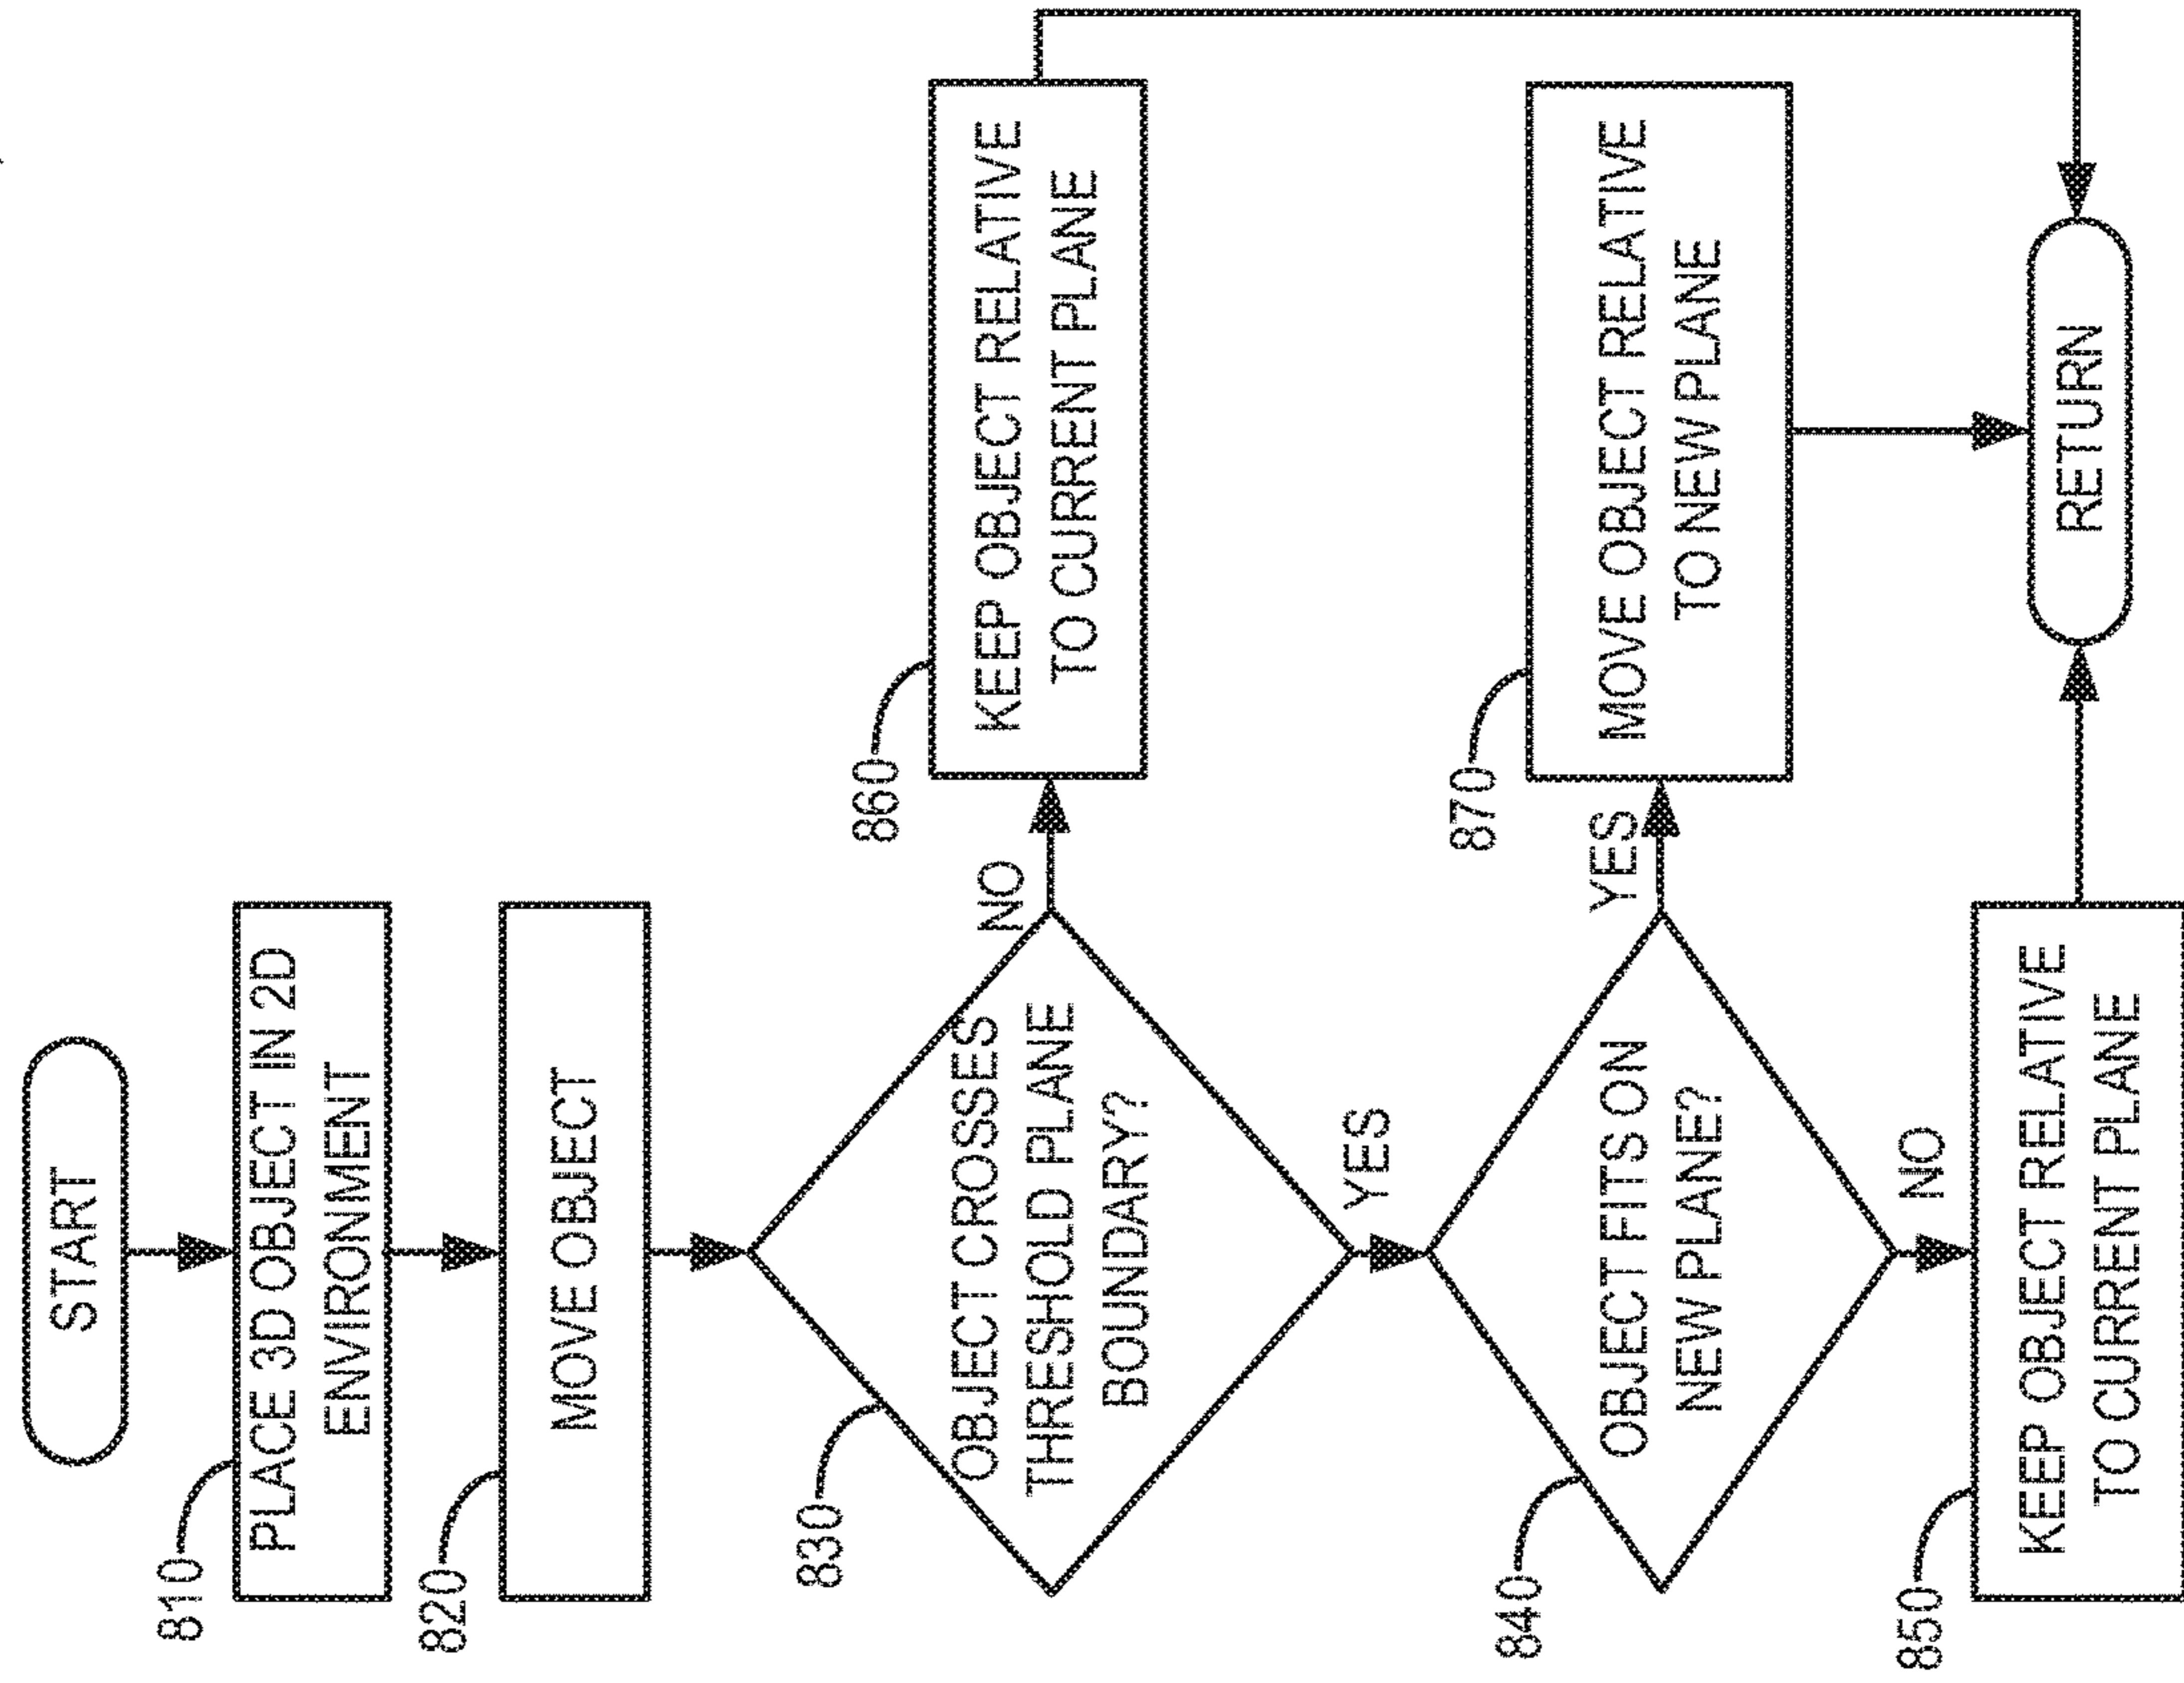 START
810
PLACE 3D OBJECT IN 2D
ENVIRONMENT
820
MOVE OBJECT
830
OBJECT CROSSES
THRESHOLD PLANE
BOUNDARY?
NO
860
KEEP OBJECT RELATIVE
TO CURRENT PLANE
YES
840
OBJECT FITS ON
NEW PLANE?
YES
870
MOVE OBJECT RELATIVE
TO NEW PLANE
NO
850
KEEP OBJECT RELATIVE
TO CURRENT PLANE
RETURN